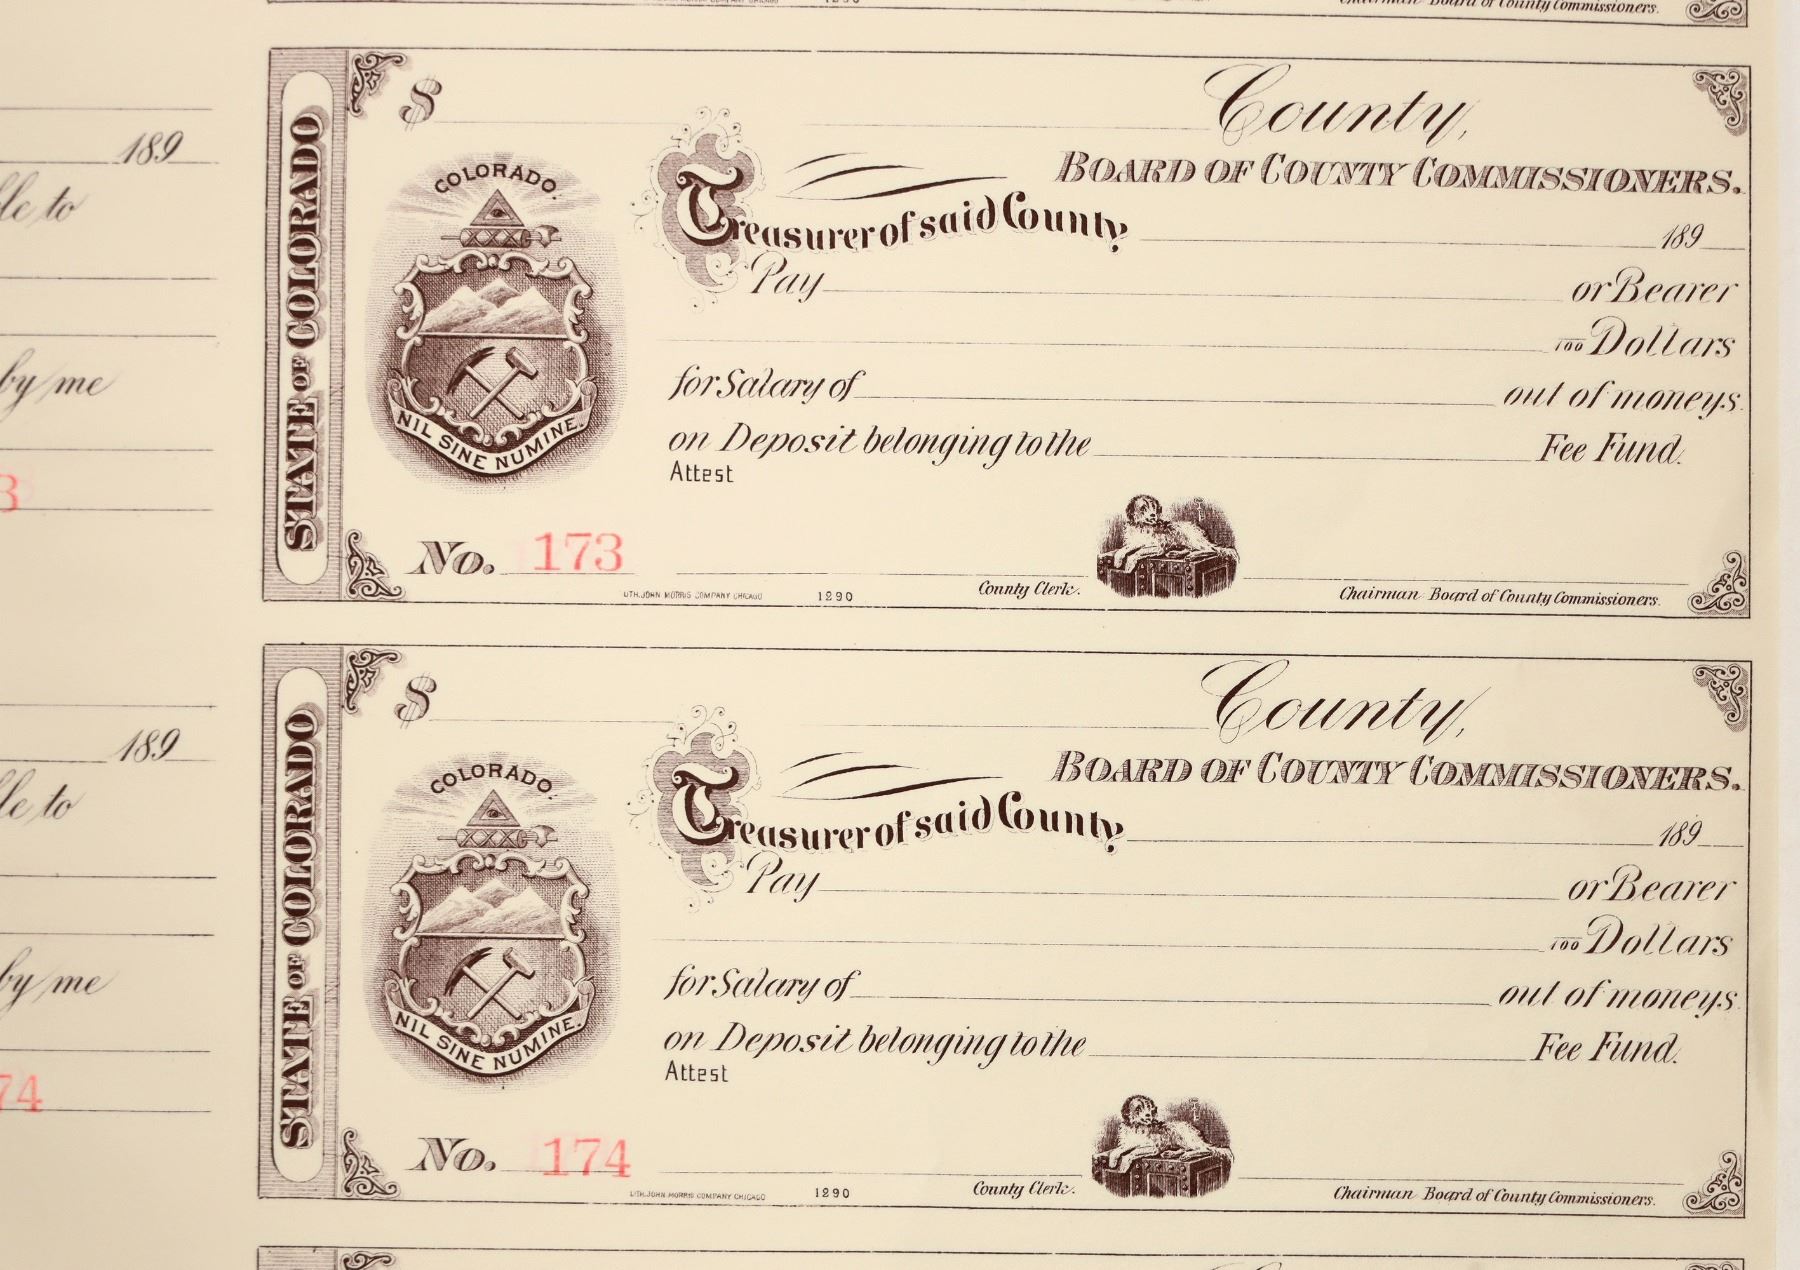 Chairman Board of County Commissioners.
189
le to
by me
3
STATE OF COLORADO
$
County,
BOARD OF COUNTY COMMISSIONERS.
COLORADO.
Treasurer of said County,
189
Pay or Bearer
100 Dollars
for Salary of out of moneys
on Deposit belonging to the Fee Fund.
NIL SINE NUMINE.
Attest
No. 173
LITH. JOHN MORRIS COMPANY CHICAGO 1290 County Clerk. Chairman Board of County Commissioners.
189
le to
by me
74
STATE OF COLORADO
$
County,
BOARD OF COUNTY COMMISSIONERS.
COLORADO.
Treasurer of said County,
189
Pay or Bearer
100 Dollars
for Salary of out of moneys
on Deposit belonging to the Fee Fund.
NIL SINE NUMINE.
Attest
No. 174
LITH. JOHN MORRIS COMPANY CHICAGO 1290 County Clerk. Chairman Board of County Commissioners.